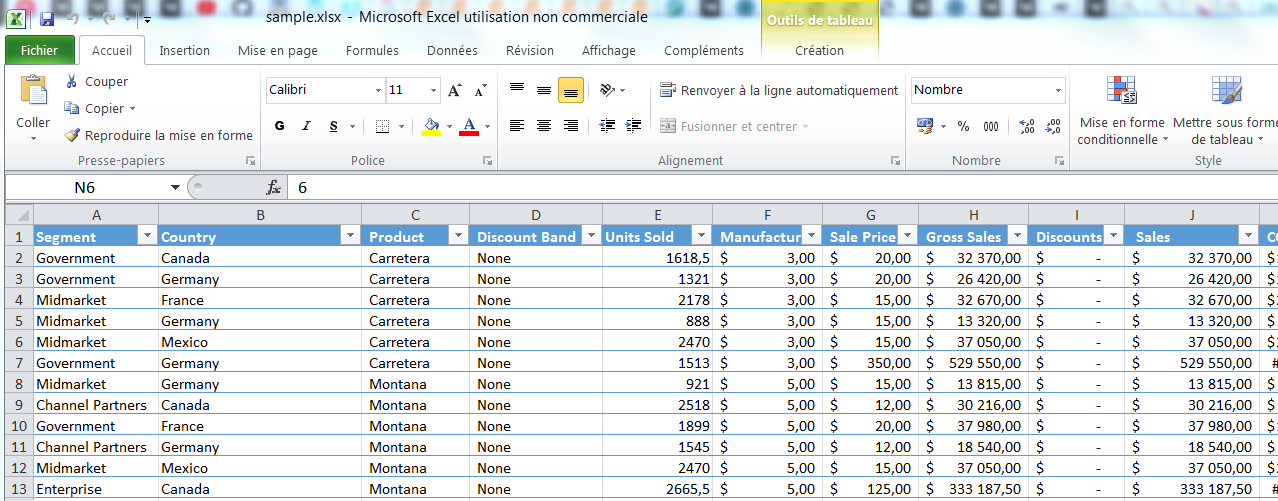 sample.xlsx - Microsoft Excel utilisation non commerciale
Outils de tableau
Fichier Accueil Insertion Mise en page Formules Données Révision Affichage Compléments Création
Coller
Couper
Copier
Reproduire la mise en forme
Presse-papiers
Calibri 11
G I S A
Police
Renvoyer à la ligne automatiquement
Fusionner et centrer
Alignement
Nombre
% 000
Nombre
Mise en forme conditionnelle
Mettre sous forme de tableau
Style
N6 fx 6
A B C D E F G H I J
1 Segment Country Product Discount Band Units Sold Manufactur Sale Price Gross Sales Discounts Sales
2 Government Canada Carretera None 1618,5 $ 3,00 $ 20,00 $ 32 370,00 $ - $ 32 370,00
3 Government Germany Carretera None 1321 $ 3,00 $ 20,00 $ 26 420,00 $ - $ 26 420,00
4 Midmarket France Carretera None 2178 $ 3,00 $ 15,00 $ 32 670,00 $ - $ 32 670,00
5 Midmarket Germany Carretera None 888 $ 3,00 $ 15,00 $ 13 320,00 $ - $ 13 320,00
6 Midmarket Mexico Carretera None 2470 $ 3,00 $ 15,00 $ 37 050,00 $ - $ 37 050,00
7 Government Germany Carretera None 1513 $ 3,00 $ 350,00 $ 529 550,00 $ - $ 529 550,00
8 Midmarket Germany Montana None 921 $ 5,00 $ 15,00 $ 13 815,00 $ - $ 13 815,00
9 Channel Partners Canada Montana None 2518 $ 5,00 $ 12,00 $ 30 216,00 $ - $ 30 216,00
10 Government France Montana None 1899 $ 5,00 $ 20,00 $ 37 980,00 $ - $ 37 980,00
11 Channel Partners Germany Montana None 1545 $ 5,00 $ 12,00 $ 18 540,00 $ - $ 18 540,00
12 Midmarket Mexico Montana None 2470 $ 5,00 $ 15,00 $ 37 050,00 $ - $ 37 050,00
13 Enterprise Canada Montana None 2665,5 $ 5,00 $ 125,00 $ 333 187,50 $ - $ 333 187,50